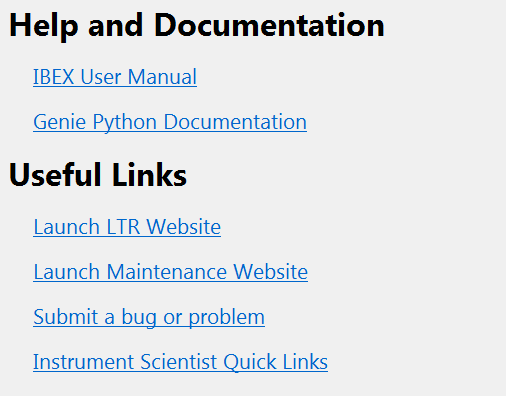 Help and Documentation
IBEX User Manual
Genie Python Documentation
Useful Links
Launch LTR Website
Launch Maintenance Website
Submit a bug or problem
Instrument Scientist Quick Links